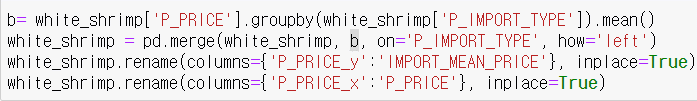 b= white_shrimp['P_PRICE'].groupby(white_shrimp['P_IMPORT_TYPE']).mean()
white_shrimp = pd.merge(white_shrimp, b, on='P_IMPORT_TYPE', how='left')
white_shrimp.rename(columns={'P_PRICE_y':'IMPORT_MEAN_PRICE'}, inplace=True)
white_shrimp.rename(columns={'P_PRICE_x':'P_PRICE'}, inplace=True)